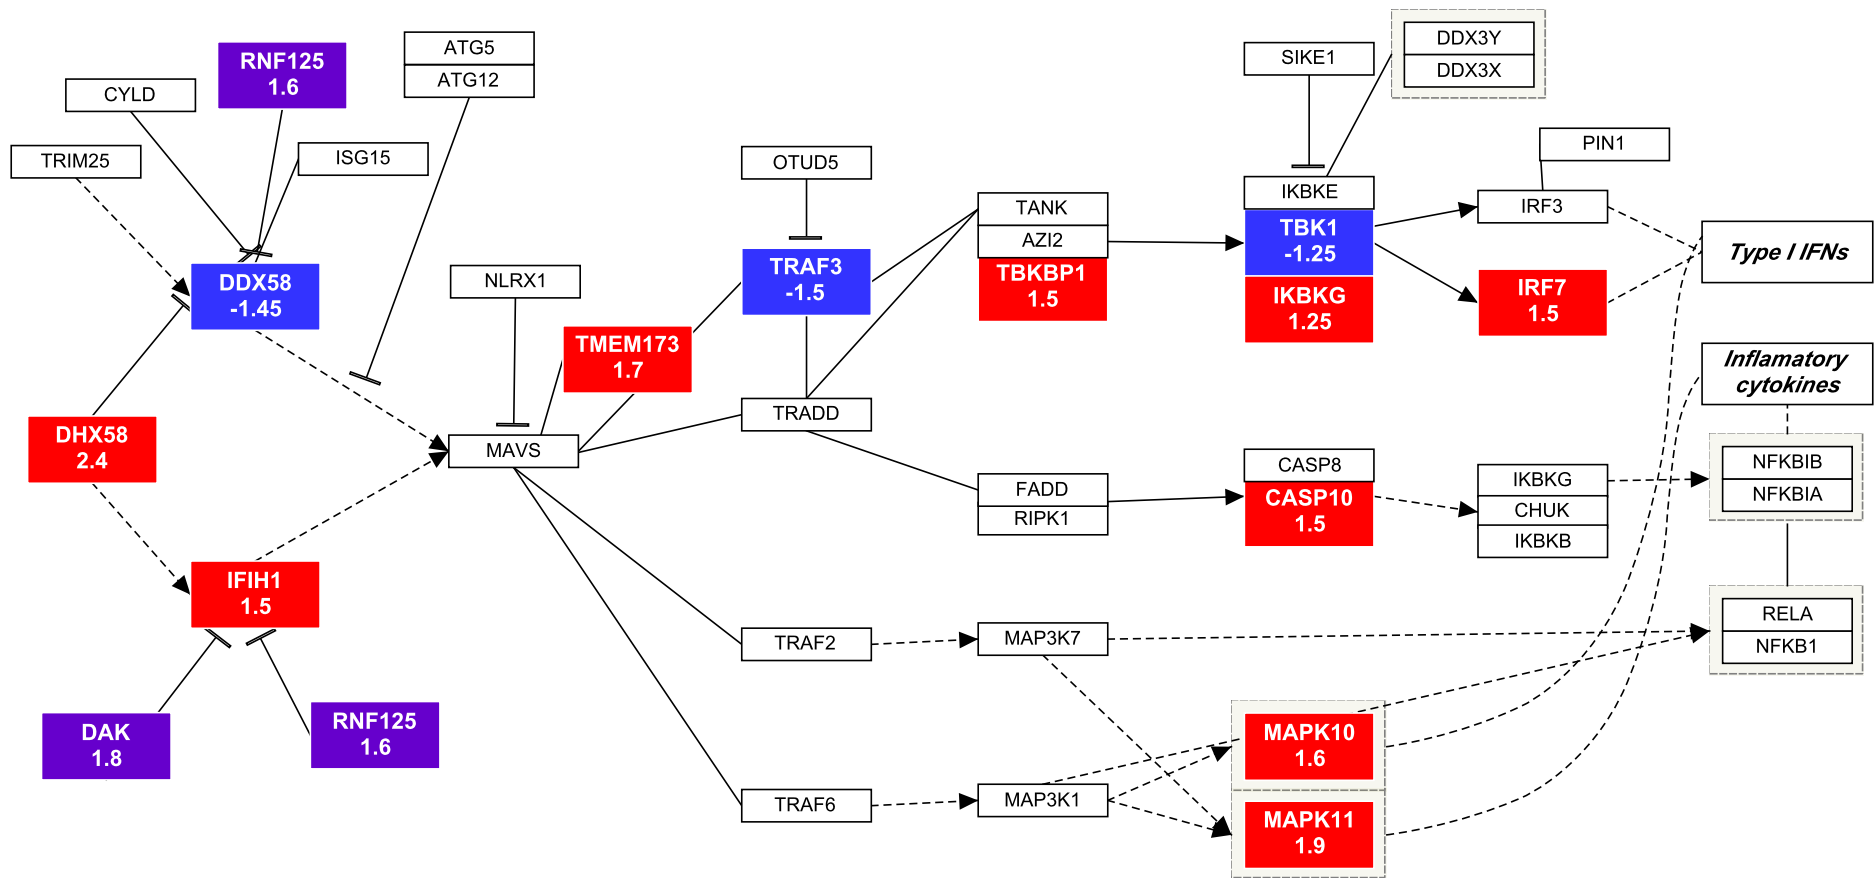 RNF125
1.6
ATG5
ATG12
CYLD
TRIM25
ISG15
DDX58
-1.45
NLRX1
DHX58
2.4
IFIH1
1.5
DAK
1.8
RNF125
1.6
MAVS
TMEM173
1.7
OTUD5
TRAF3
-1.5
TRADD
TRAF2
TRAF6
TANK
AZI2
TBKBP1
1.5
FADD
RIPK1
MAP3K7
MAP3K1
SIKE1
DDX3Y
DDX3X
IKBKE
TBK1
-1.25
IKBKG
1.25
CASP8
CASP10
1.5
MAPK10
1.6
MAPK11
1.9
PIN1
IRF3
IRF7
1.5
IKBKG
CHUK
IKBKB
Type I IFNs
Inflamatory
cytokines
NFKBIB
NFKBIA
RELA
NFKB1